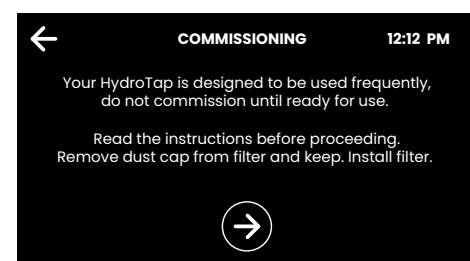 COMMISSIONING 12:12 PM
Your HydroTap is designed to be used frequently,
do not commission until ready for use.
Read the instructions before proceeding.
Remove dust cap from filter and keep. Install filter.